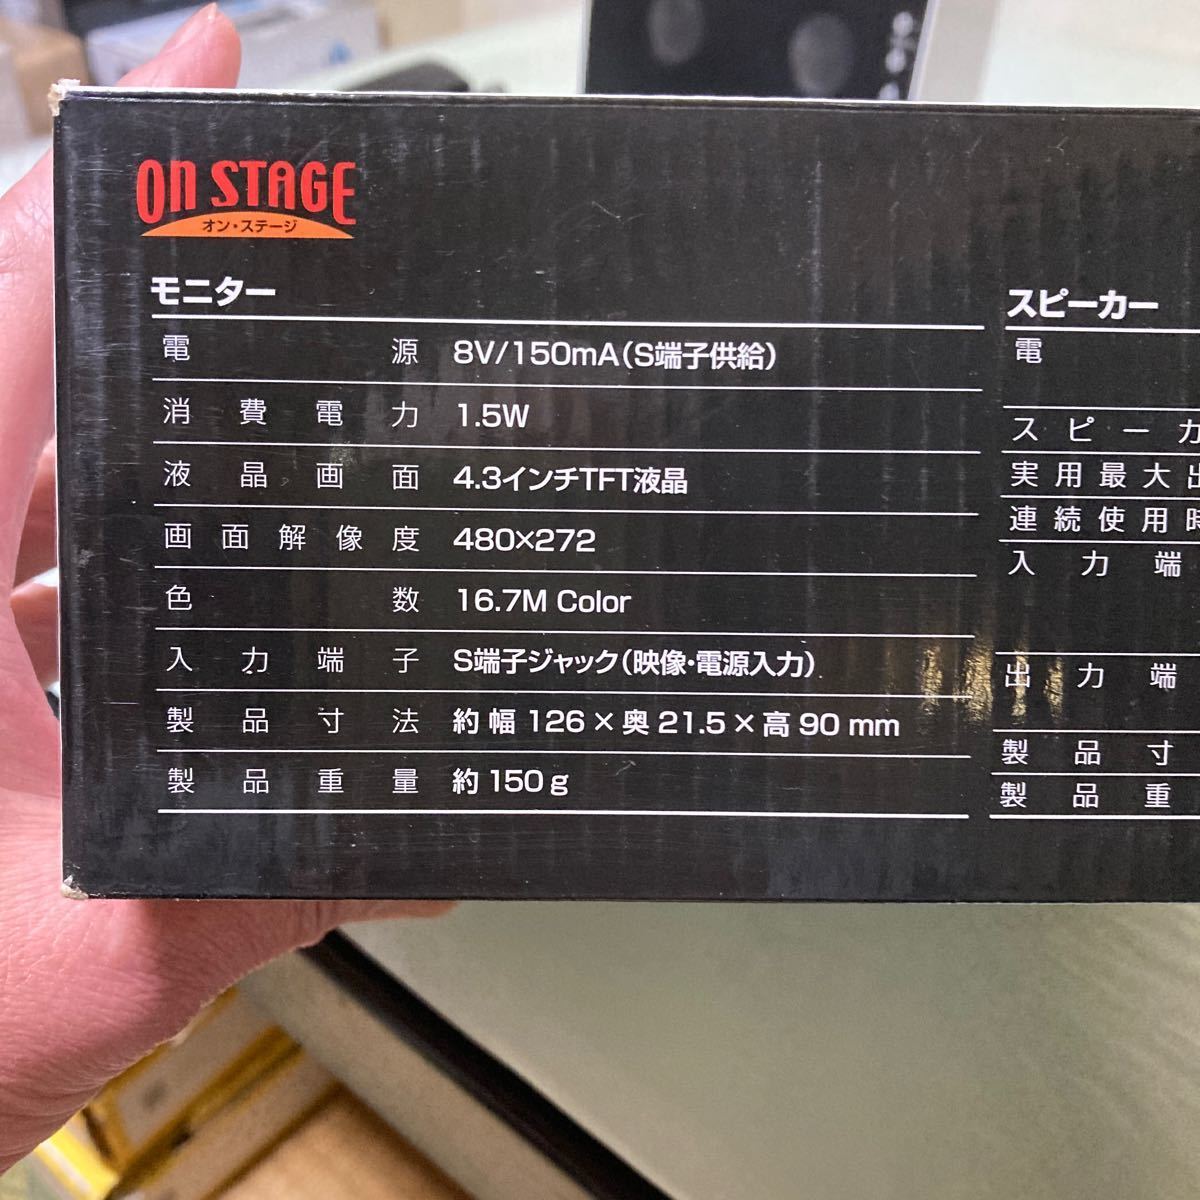 ON STAGE
オン・ステージ
モニター
電源 8V/150mA(S端子供給)
消費電力 1.5W
液晶画面 4.3インチTFT液晶
画面解像度 480×272
色数 16.7M Color
入力端子 S端子ジャック(映像・電源入力)
製品寸法 約 幅 126 × 奥 21.5 × 高 90 mm
製品重量 約 150 g
スピーカー
電
スピーカ
実用最大出
連続使用時
入力端
出力端
製品寸
製品重